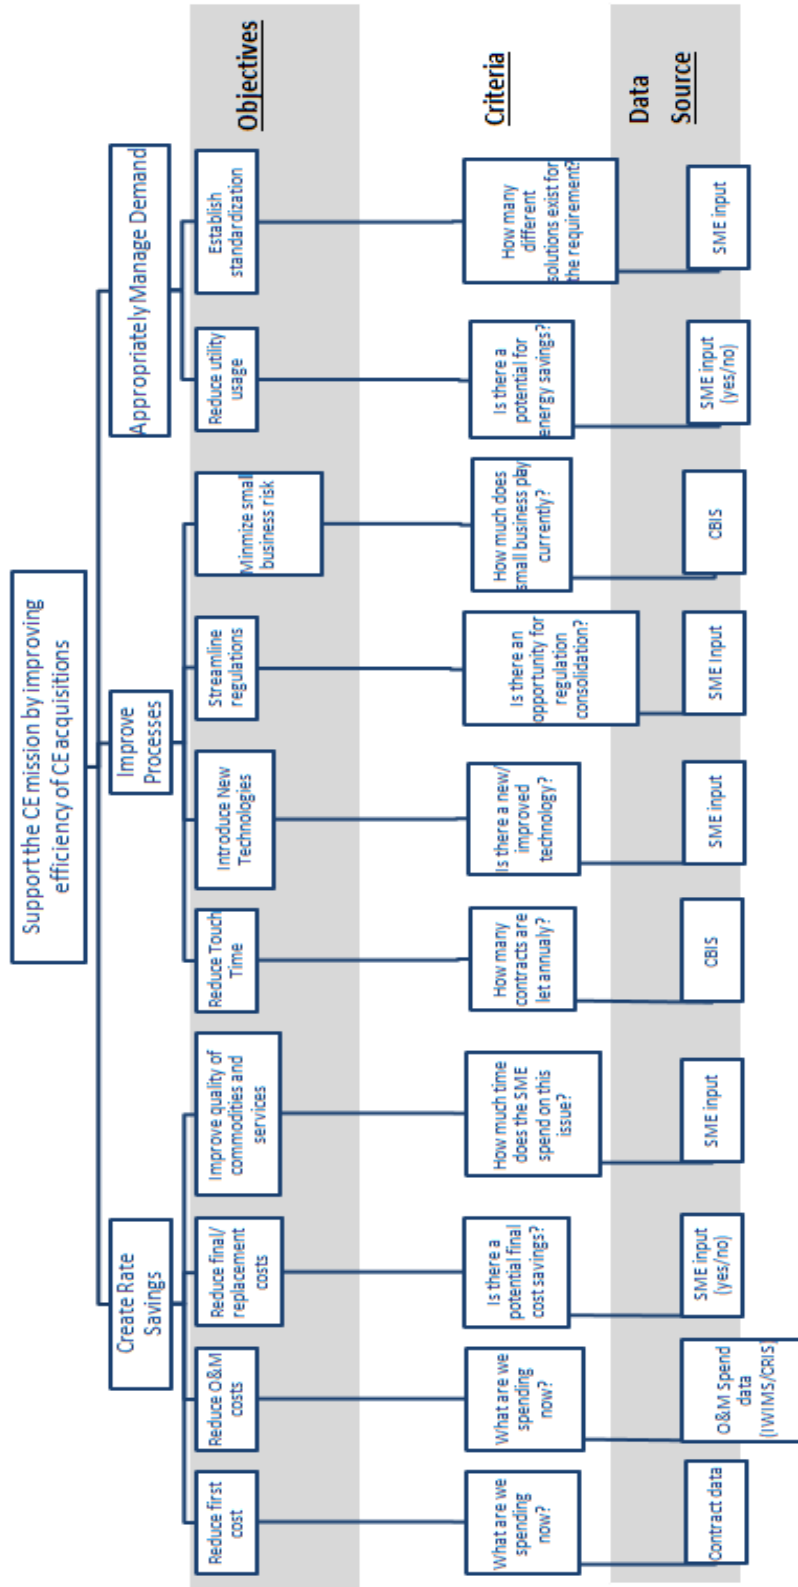 Support the CE mission by improving
efficiency of CE acquisitions
Create Rate
Savings
Improve
Processes
Appropriately Manage Demand
Reduce first
cost
Reduce O&M
costs
Reduce final/
replacement
costs
Improve quality of
commodities and
services
Reduce Touch
Time
Introduce New
Technologies
Streamline
regulations
Minmize small
business risk
Reduce utility
usage
Establish
standardization
Objectives
What are we
spending
now?
What are we
spending
now?
Is there a
potential final
cost savings?
How much time
does the SME
spend on this
issue?
How many
contracts are
let annualy?
Is there a new/
improved
technology?
Is there an
opportunity for
regulation
consolidation?
How much does
small business play
currently?
Is there a
potential for
energy savings?
How many
different
solutions exist for
the requirement?
Criteria
Contract data
O&M Spend
data
(IWIMS/CRIS)
SME input
(yes/no)
SME input
CBIS
SME input
SME Input
CBIS
SME input
(yes/no)
SME input
Data
Source